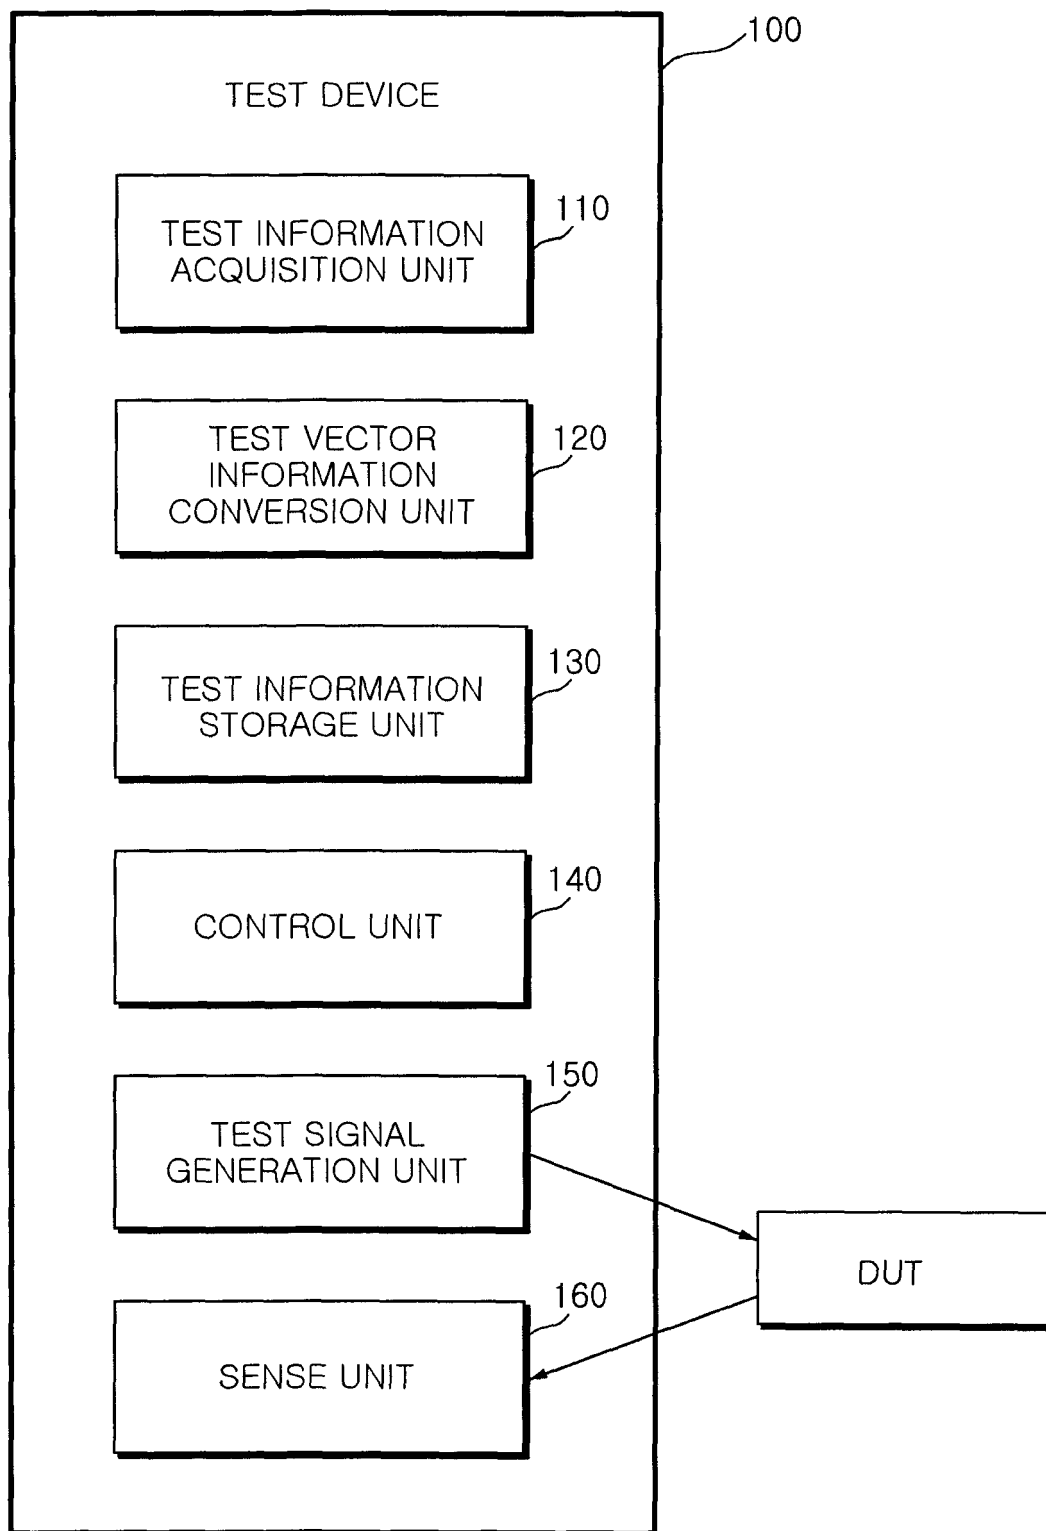 100
TEST DEVICE
110
TEST INFORMATION
ACQUISITION UNIT
120
TEST VECTOR
INFORMATION
CONVERSION UNIT
130
TEST INFORMATION
STORAGE UNIT
140
CONTROL UNIT
150
TEST SIGNAL
GENERATION UNIT
DUT
160
SENSE UNIT